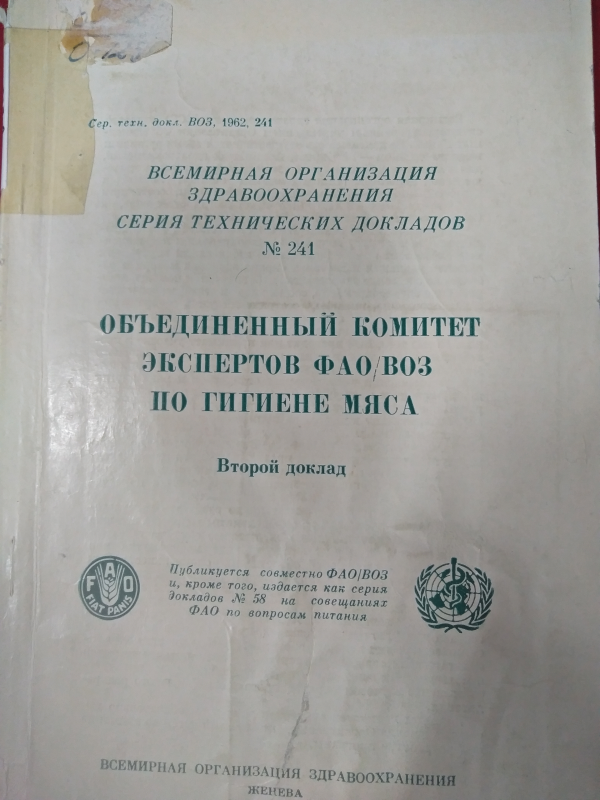 Сер. техн. докл. ВОЗ, 1962, 241
ВСЕМИРНАЯ ОРГАНИЗАЦИЯ
ЗДРАВООХРАНЕНИЯ
СЕРИЯ ТЕХНИЧЕСКИХ ДОКЛАДОВ
№ 241
ОБЪЕДИНЕННЫЙ КОМИТЕТ
ЭКСПЕРТОВ ФАО/ВОЗ
ПО ГИГИЕНЕ МЯСА
Второй доклад
F A O
FIAT PANIS
Публикуется совместно ФАО/ВОЗ
и, кроме того, издается как серия
Докладов № 58 на совещаниях
ФАО по вопросам питания
ВСЕМИРНАЯ ОРГАНИЗАЦИЯ ЗДРАВООХРАНЕНИЯ
ЖЕНЕВА